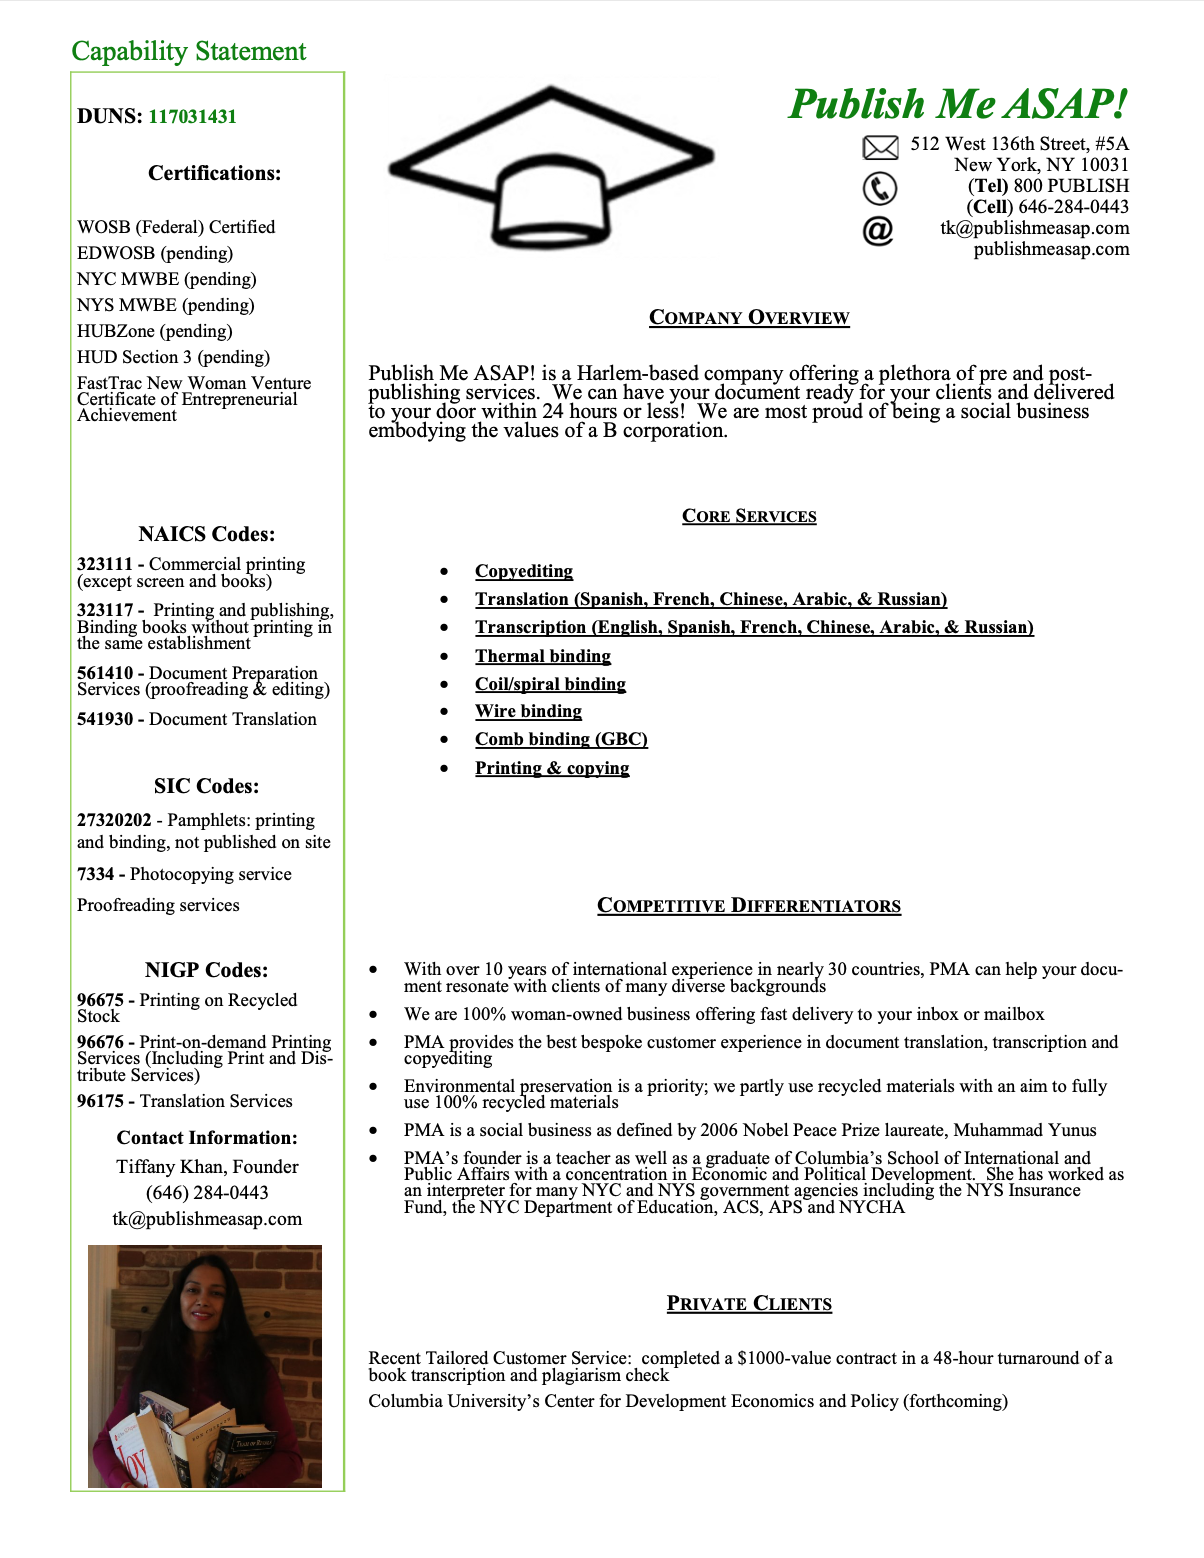 Capability Statement
DUNS: 117031431
Certifications:
WOSB (Federal) Certified
EDWOSB (pending)
NYC MWBE (pending)
NYS MWBE (pending)
HUBZone (pending)
HUD Section 3 (pending)
FastTrac New Woman Venture
Certificate of Entrepreneurial
Achievement
NAICS Codes:
323111 - Commercial printing
(except screen and books)
323117 -  Printing and publishing,
Binding books without printing in
the same establishment
561410 - Document Preparation
Services (proofreading & editing)
541930 - Document Translation
SIC Codes:
27320202 - Pamphlets: printing
and binding, not published on site
7334 - Photocopying service
Proofreading services
NIGP Codes:
96675 - Printing on Recycled
Stock
96676 - Print-on-demand Printing
Services (Including Print and Dis-
tribute Services)
96175 - Translation Services
Contact Information:
Tiffany Khan, Founder
(646) 284-0443
tk@publishmeasap.com
JOY
Publish Me ASAP!
512 West 136th Street, #5A
New York, NY 10031
(Tel) 800 PUBLISH
(Cell) 646-284-0443
@ tk@publishmeasap.com
publishmeasap.com
COMPANY OVERVIEW
Publish Me ASAP! is a Harlem-based company offering a plethora of pre and post-
publishing services.  We can have your document ready for your clients and delivered
to your door within 24 hours or less!  We are most proud of being a social business
embodying the values of a B corporation.
CORE SERVICES
• Copyediting
• Translation (Spanish, French, Chinese, Arabic, & Russian)
• Transcription (English, Spanish, French, Chinese, Arabic, & Russian)
• Thermal binding
• Coil/spiral binding
• Wire binding
• Comb binding (GBC)
• Printing & copying
COMPETITIVE DIFFERENTIATORS
• With over 10 years of international experience in nearly 30 countries, PMA can help your docu-
ment resonate with clients of many diverse backgrounds
• We are 100% woman-owned business offering fast delivery to your inbox or mailbox
• PMA provides the best bespoke customer experience in document translation, transcription and
copyediting
• Environmental preservation is a priority; we partly use recycled materials with an aim to fully
use 100% recycled materials
• PMA is a social business as defined by 2006 Nobel Peace Prize laureate, Muhammad Yunus
• PMA’s founder is a teacher as well as a graduate of Columbia’s School of International and
Public Affairs with a concentration in Economic and Political Development.  She has worked as
an interpreter for many NYC and NYS government agencies including the NYS Insurance
Fund, the NYC Department of Education, ACS, APS and NYCHA
PRIVATE CLIENTS
Recent Tailored Customer Service:  completed a $1000-value contract in a 48-hour turnaround of a
book transcription and plagiarism check
Columbia University’s Center for Development Economics and Policy (forthcoming)